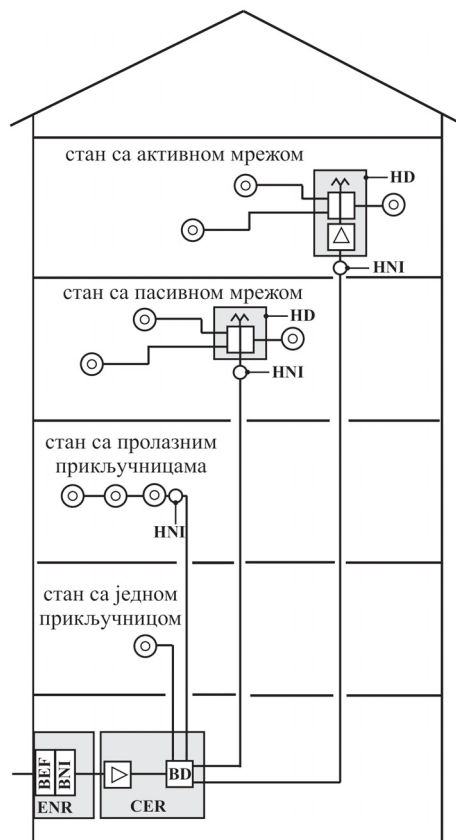 стан са активном мрежом
HD
HNI
стан са пасивном мрежом
HD
HNI
стан са пролазним
прикључницама
HNI
стан са једном
прикључницом
BEF
BNI
BD
ENR
CER